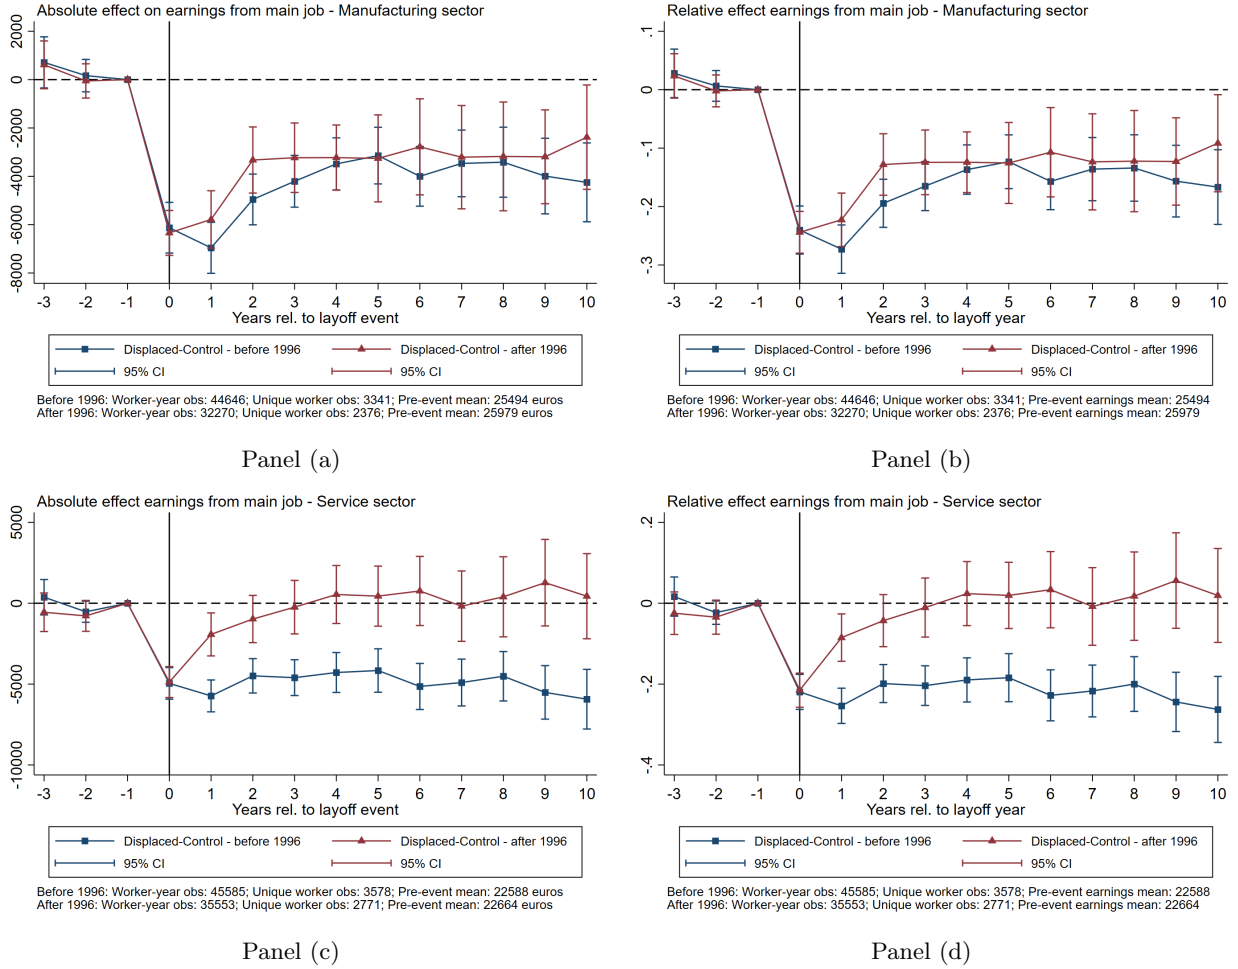 Absolute effect on earnings from main job - Manufacturing sector
2000
0
-2000
-4000
-6000
-8000
-3 -2 -1 0 1 2 3 4 5 6 7 8 9 10
Years rel. to layoff event
Displaced-Control - before 1996 Displaced-Control - after 1996
95% CI 95% CI
Before 1996: Worker-year obs: 44646; Unique worker obs: 3341; Pre-event mean: 25494 euros
After 1996: Worker-year obs: 32270; Unique worker obs: 2376; Pre-event mean: 25979 euros
Panel (a)
Relative effect earnings from main job - Manufacturing sector
.1
0
-.1
-.2
-.3
-3 -2 -1 0 1 2 3 4 5 6 7 8 9 10
Years rel. to layoff year
Displaced-Control - before 1996 Displaced-Control - after 1996
95% CI 95% CI
Before 1996: Worker-year obs: 44646; Unique worker obs: 3341; Pre-event earnings mean: 25494
After 1996: Worker-year obs: 32270; Unique worker obs: 2376; Pre-event earnings mean: 25979
Panel (b)
Absolute effect earnings from main job - Service sector
5000
0
-5000
-10000
-3 -2 -1 0 1 2 3 4 5 6 7 8 9 10
Years rel. to layoff event
Displaced-Control - before 1996 Displaced-Control - after 1996
95% CI 95% CI
Before 1996: Worker-year obs: 45585; Unique worker obs: 3578; Pre-event mean: 22588 euros
After 1996: Worker-year obs: 35553; Unique worker obs: 2771; Pre-event mean: 22664 euros
Panel (c)
Relative effect earnings from main job - Service sector
.2
0
-.2
-.4
-3 -2 -1 0 1 2 3 4 5 6 7 8 9 10
Years rel. to layoff year
Displaced-Control - before 1996 Displaced-Control - after 1996
95% CI 95% CI
Before 1996: Worker-year obs: 45585; Unique worker obs: 3578; Pre-event earnings mean: 22588
After 1996: Worker-year obs: 35553; Unique worker obs: 2771; Pre-event earnings mean: 22664
Panel (d)